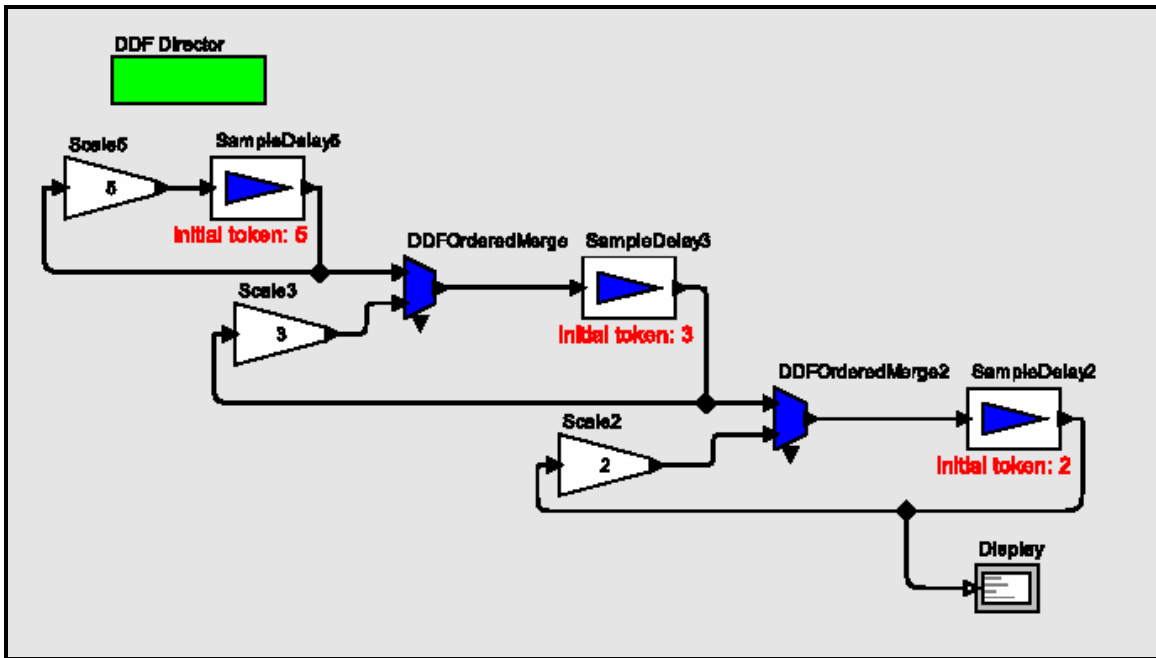 DDF Director
Scale5
SampleDelay5
5
Initial token: 5
DDFOrderedMerge
SampleDelay3
Scale3
3
Initial token: 3
DDFOrderedMerge2
SampleDelay2
Scale2
2
Initial token: 2
Display